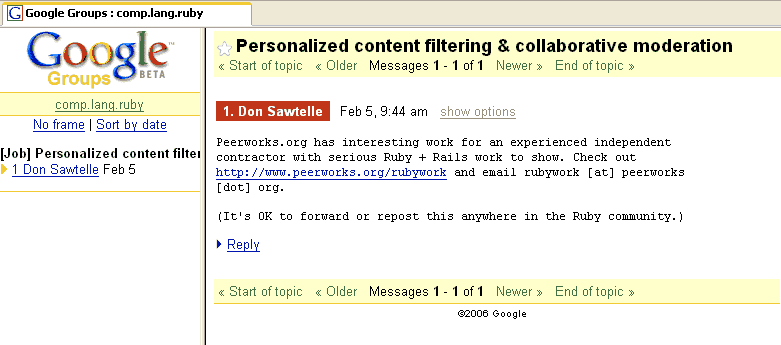 Google Groups : comp.lang.ruby
Google™
Groups BETA
comp.lang.ruby
No frame | Sort by date
[Job] Personalized content filter
1 Don Sawtelle Feb 5
Personalized content filtering & collaborative moderation
« Start of topic « Older Messages 1 - 1 of 1 Newer » End of topic »
1. Don Sawtelle Feb 5, 9:44 am show options
Peerworks.org has interesting work for an experienced independent
contractor with serious Ruby + Rails work to show. Check out
http://www.peerworks.org/rubywork and email rubywork [at] peerworks
[dot] org.
(It's OK to forward or repost this anywhere in the Ruby community.)
Reply
« Start of topic « Older Messages 1 - 1 of 1 Newer » End of topic »
©2006 Google